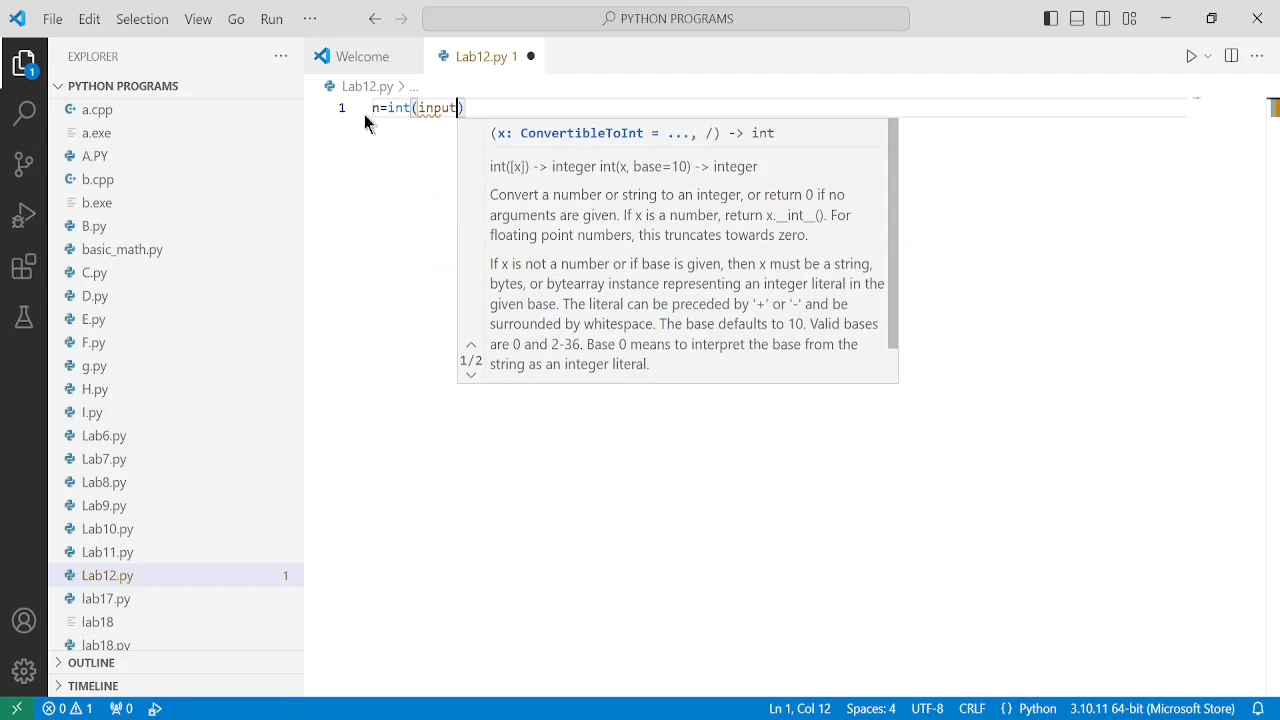 File Edit Selection View Go Run ··· PYTHON PROGRAMS
EXPLORER ···
PYTHON PROGRAMS
a.cpp
a.exe
A.PY
b.cpp
b.exe
B.py
basic_math.py
C.py
D.py
E.py
F.py
g.py
H.py
I.py
Lab6.py
Lab7.py
Lab8.py
Lab9.py
Lab10.py
Lab11.py
Lab12.py 1
lab17.py
lab18
lab18.py
OUTLINE
TIMELINE
1
Welcome
Lab12.py 1
Lab12.py > ...
1 n=int(input)
(x: ConvertibleToInt = ..., /) -> int
int([x]) -> integer int(x, base=10) -> integer
Convert a number or string to an integer, or return 0 if no
arguments are given. If x is a number, return x.__int__(). For
floating point numbers, this truncates towards zero.
If x is not a number or if base is given, then x must be a string,
bytes, or bytearray instance representing an integer literal in the
given base. The literal can be preceded by '+' or '-' and be
surrounded by whitespace. The base defaults to 10. Valid bases
are 0 and 2-36. Base 0 means to interpret the base from the
string as an integer literal.
1/2
0 1 0 Ln 1, Col 12 Spaces: 4 UTF-8 CRLF {} Python 3.10.11 64-bit (Microsoft Store)